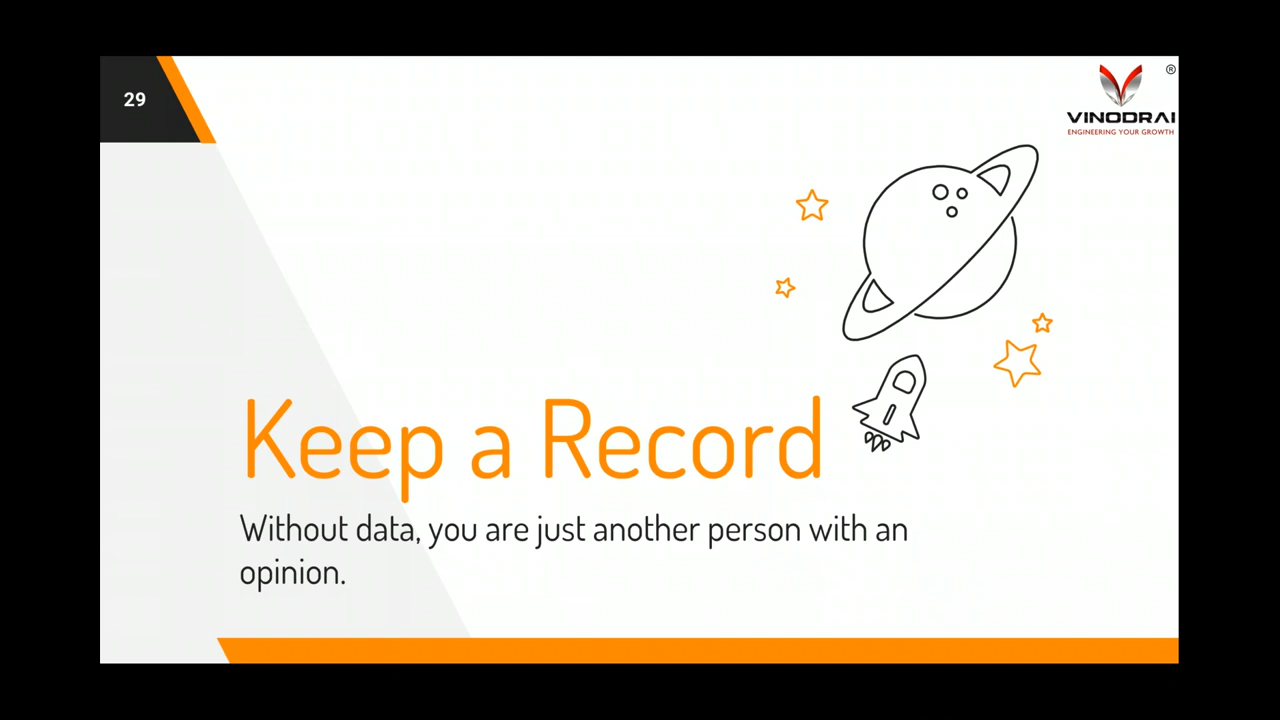 29
®
VINODRAI
ENGINEERING YOUR GROWTH
Keep a Record
Without data, you are just another person with an
opinion.